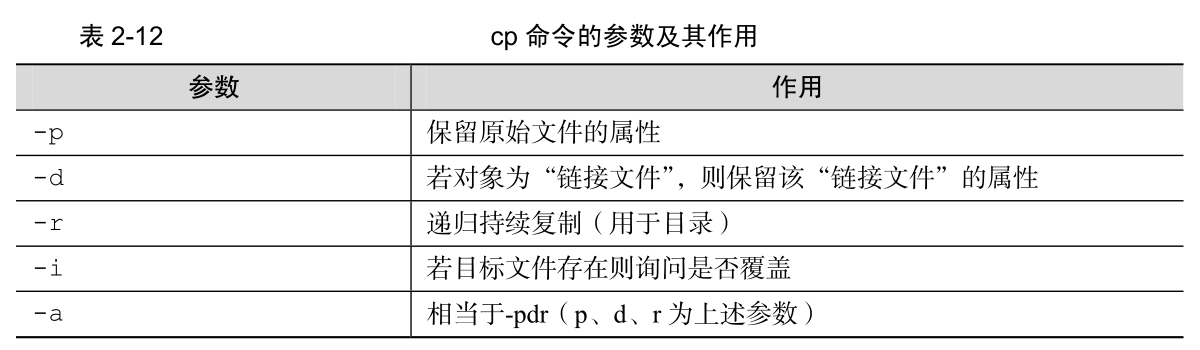 表 2-12 cp 命令的参数及其作用
参数 作用
-p 保留原始文件的属性
-d 若对象为“链接文件”，则保留该“链接文件”的属性
-r 递归持续复制（用于目录）
-i 若目标文件存在则询问是否覆盖
-a 相当于-pdr（p、d、r 为上述参数）